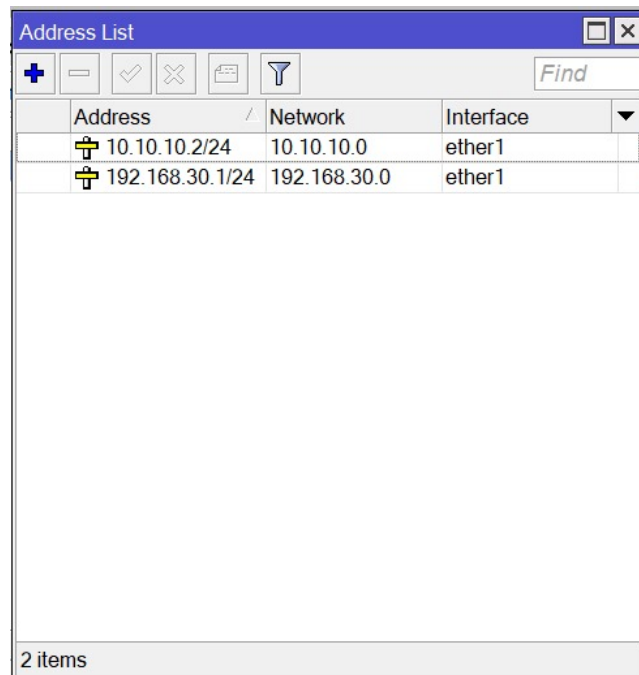 Address List
Find
Address Network Interface
10.10.10.2/24 10.10.10.0 ether1
192.168.30.1/24 192.168.30.0 ether1
2 items